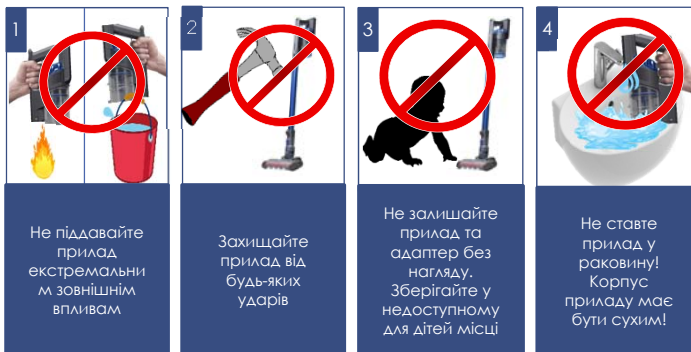 1
Не піддавайте
прилад
екстремальни
м зовнішнім
впливам
2
Захищайте
прилад від
будь-яких
ударів
3
Не залишайте
прилад та
адаптер без
нагляду.
Зберігайте у
недоступному
для дітей місці
4
Не ставте
прилад у
раковину!
Корпус
приладу має
бути сухим!